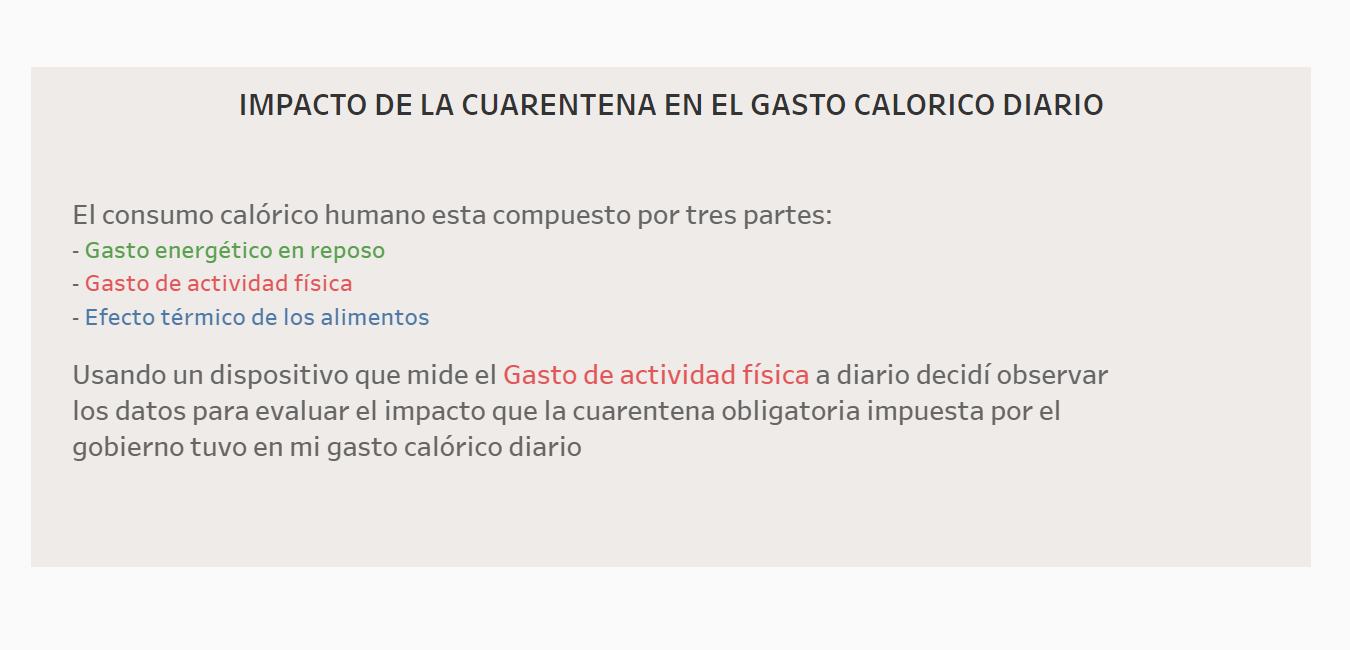 IMPACTO DE LA CUARENTENA EN EL GASTO CALORICO DIARIO
El consumo calórico humano esta compuesto por tres partes:
- Gasto energético en reposo
- Gasto de actividad física
- Efecto térmico de los alimentos
Usando un dispositivo que mide el Gasto de actividad física a diario decidí observar
los datos para evaluar el impacto que la cuarentena obligatoria impuesta por el
gobierno tuvo en mi gasto calórico diario